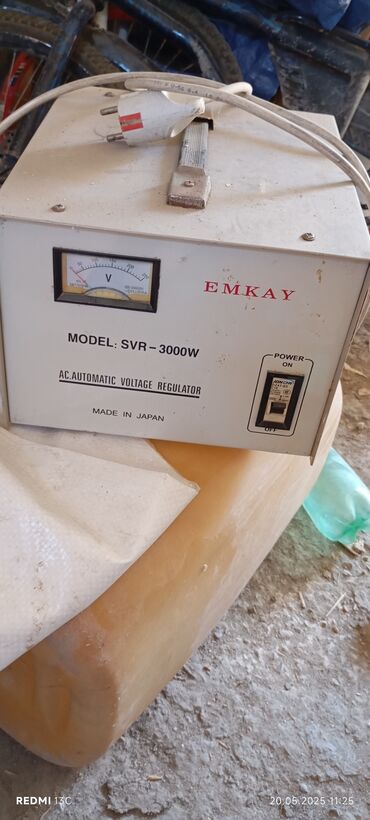 V
EMKAY
MODEL: SVR-3000W
AC.AUTOMATIC VOLTAGE REGULATOR
MADE IN JAPAN
POWER
ON
OFF
REDMI 13C
20.05.2025 11:25